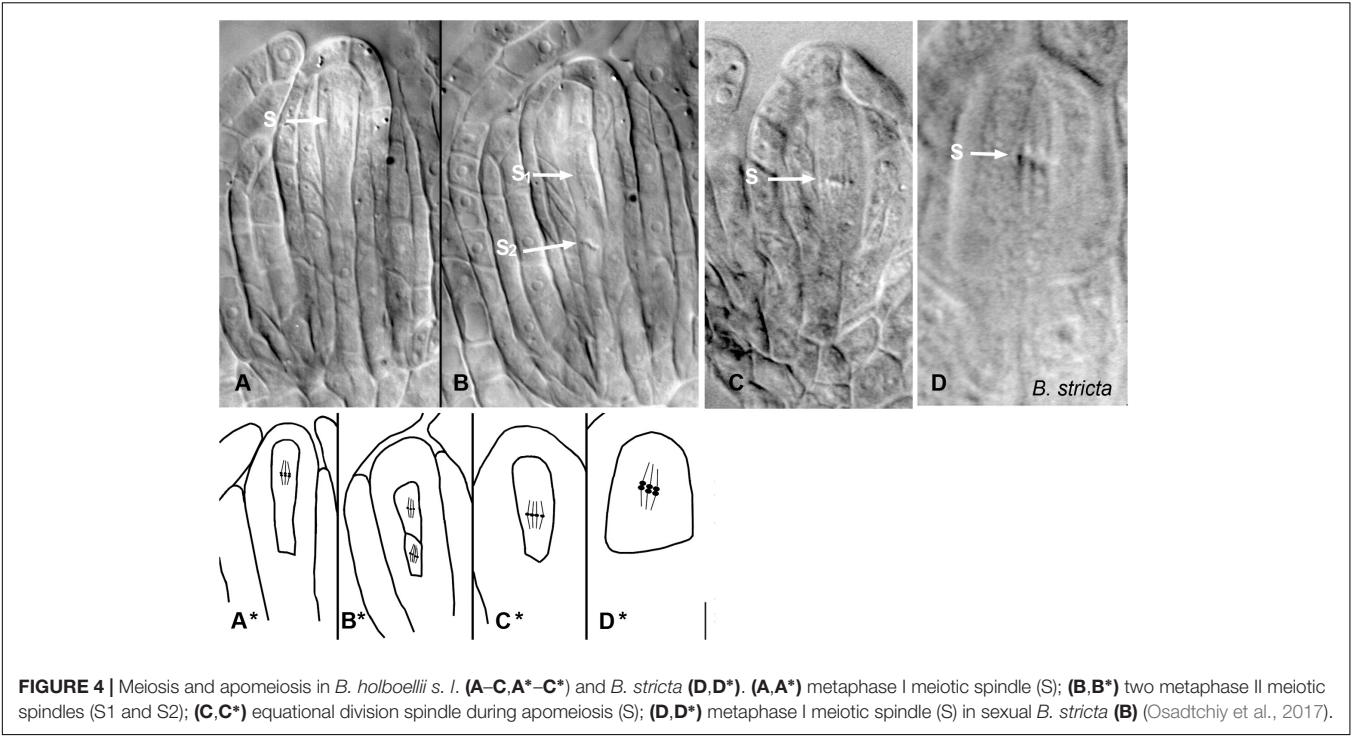 S
A
S1
S2
B
S
C
S
D
B. stricta
A*
B*
C*
D*
FIGURE 4 | Meiosis and apomeiosis in B. holboellii s. l. (A–C,A*–C*) and B. stricta (D,D*). (A,A*) metaphase I meiotic spindle (S); (B,B*) two metaphase II meiotic
spindles (S1 and S2); (C,C*) equational division spindle during apomeiosis (S); (D,D*) metaphase I meiotic spindle (S) in sexual B. stricta (B) (Osadtchiy et al., 2017).